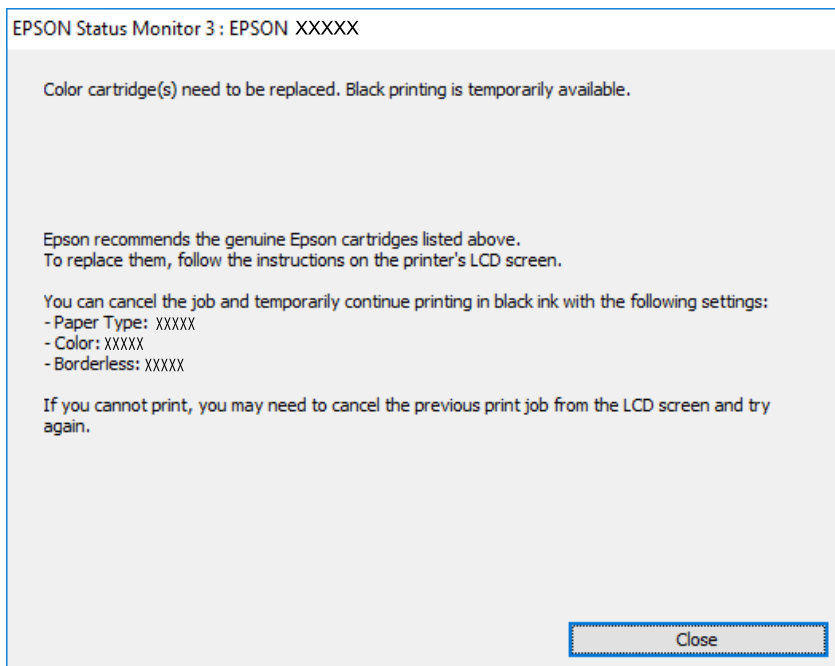 EPSON Status Monitor 3 : EPSON XXXXX
Color cartridge(s) need to be replaced. Black printing is temporarily available.
Epson recommends the genuine Epson cartridges listed above.
To replace them, follow the instructions on the printer's LCD screen.
You can cancel the job and temporarily continue printing in black ink with the following settings:
- Paper Type: XXXXX
- Color: XXXXX
- Borderless: XXXXX
If you cannot print, you may need to cancel the previous print job from the LCD screen and try
again.
Close